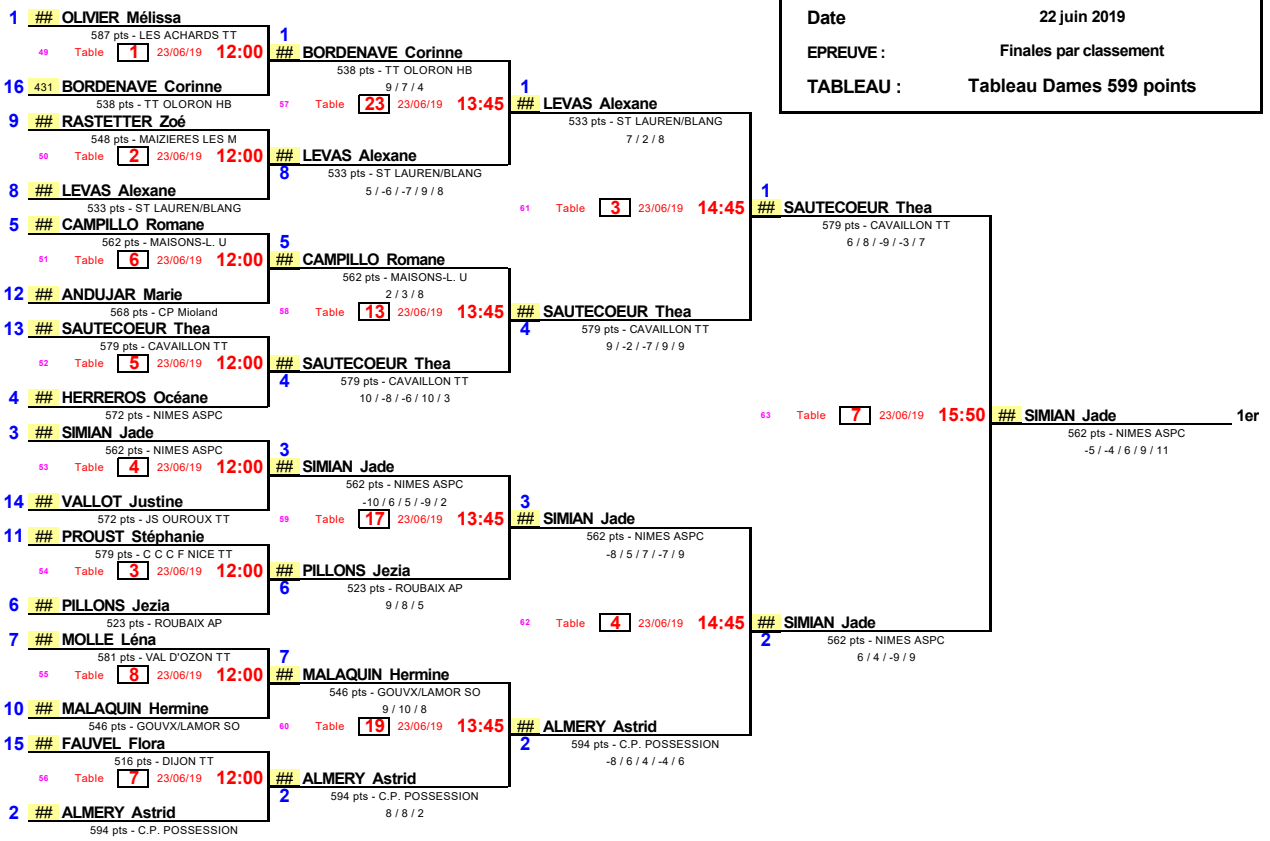 Date 22 juin 2019
EPREUVE : Finales par classement
TABLEAU : Tableau Dames 599 points
1 ## OLIVIER Mélissa
587 pts - LES ACHARDS TT
49 Table 1 23/06/19 12:00
16 431 BORDENAVE Corinne
538 pts - TT OLORON HB
9 ## RASTETTER Zoé
548 pts - MAIZIERES LES M
50 Table 2 23/06/19 12:00
8 ## LEVAS Alexane
533 pts - ST LAUREN/BLANG
5 ## CAMPILLO Romane
562 pts - MAISONS-L. U
51 Table 6 23/06/19 12:00
12 ## ANDUJAR Marie
568 pts - CP Mioland
13 ## SAUTECOEUR Thea
579 pts - CAVAILLON TT
52 Table 5 23/06/19 12:00
4 ## HERREROS Océane
572 pts - NIMES ASPC
3 ## SIMIAN Jade
562 pts - NIMES ASPC
53 Table 4 23/06/19 12:00
14 ## VALLOT Justine
572 pts - JS OUROUX TT
11 ## PROUST Stéphanie
579 pts - C C C F NICE TT
54 Table 3 23/06/19 12:00
6 ## PILLONS Jezia
523 pts - ROUBAIX AP
7 ## MOLLE Léna
581 pts - VAL D'OZON TT
55 Table 8 23/06/19 12:00
10 ## MALAQUIN Hermine
546 pts - GOUVX/LAMOR SO
15 ## FAUVEL Flora
516 pts - DIJON TT
56 Table 7 23/06/19 12:00
2 ## ALMERY Astrid
594 pts - C.P. POSSESSION
1
## BORDENAVE Corinne
538 pts - TT OLORON HB
9 / 7 / 4
57 Table 23 23/06/19 13:45
## LEVAS Alexane
8
533 pts - ST LAUREN/BLANG
5 / -6 / -7 / 9 / 8
5
## CAMPILLO Romane
562 pts - MAISONS-L. U
2 / 3 / 8
58 Table 13 23/06/19 13:45
## SAUTECOEUR Thea
4
579 pts - CAVAILLON TT
10 / -8 / -6 / 10 / 3
3
## SIMIAN Jade
562 pts - NIMES ASPC
-10 / 6 / 5 / -9 / 2
59 Table 17 23/06/19 13:45
## PILLONS Jezia
6
523 pts - ROUBAIX AP
9 / 8 / 5
7
## MALAQUIN Hermine
546 pts - GOUVX/LAMOR SO
9 / 10 / 8
60 Table 19 23/06/19 13:45
## ALMERY Astrid
2
594 pts - C.P. POSSESSION
8 / 8 / 2
1
## LEVAS Alexane
533 pts - ST LAUREN/BLANG
7 / 2 / 8
61 Table 3 23/06/19 14:45
## SAUTECOEUR Thea
4
579 pts - CAVAILLON TT
9 / -2 / -7 / 9 / 9
3
## SIMIAN Jade
562 pts - NIMES ASPC
-8 / 5 / 7 / -7 / 9
62 Table 4 23/06/19 14:45
## ALMERY Astrid
2
594 pts - C.P. POSSESSION
-8 / 6 / 4 / -4 / 6
1
## SAUTECOEUR Thea
579 pts - CAVAILLON TT
6 / 8 / -9 / -3 / 7
63 Table 7 23/06/19 15:50
## SIMIAN Jade
2
562 pts - NIMES ASPC
6 / 4 / -9 / 9
## SIMIAN Jade 1er
562 pts - NIMES ASPC
-5 / -4 / 6 / 9 / 11